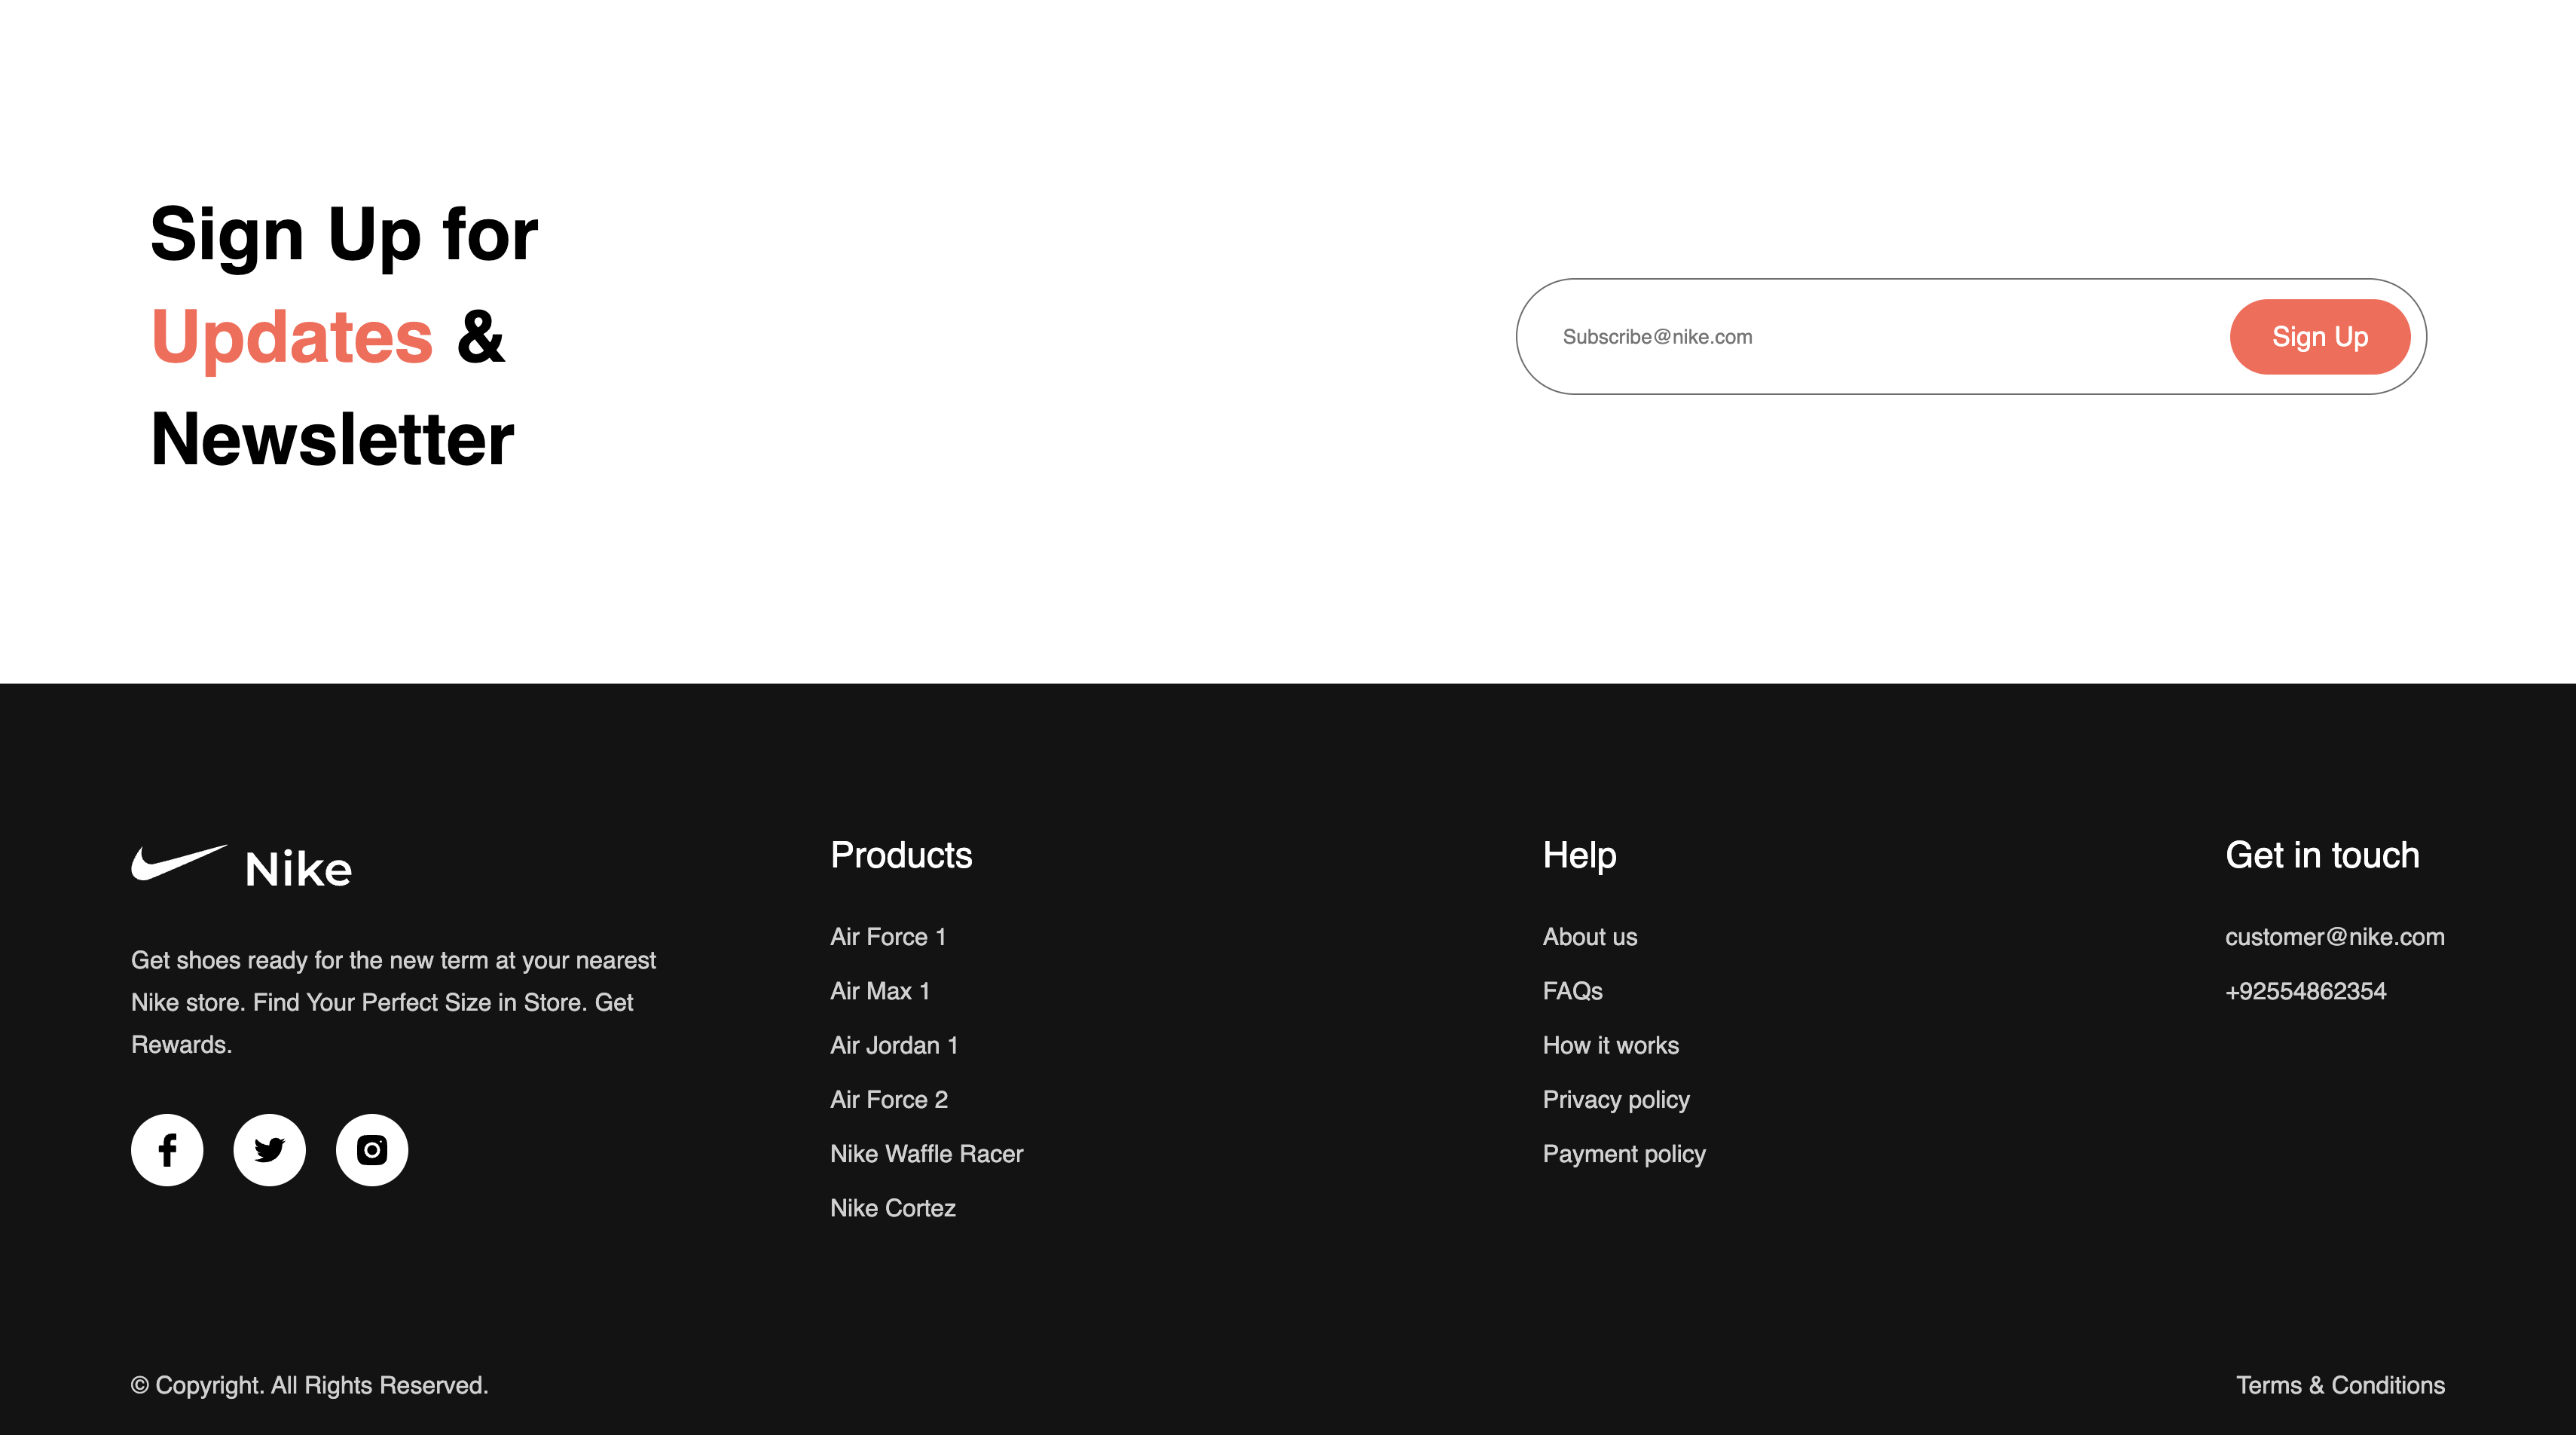 Sign Up for
Updates &
Newsletter
Subscribe@nike.com
Sign Up
Nike
Get shoes ready for the new term at your nearest
Nike store. Find Your Perfect Size in Store. Get
Rewards.
Products
Air Force 1
Air Max 1
Air Jordan 1
Air Force 2
Nike Waffle Racer
Nike Cortez
Help
About us
FAQs
How it works
Privacy policy
Payment policy
Get in touch
customer@nike.com
+92554862354
© Copyright. All Rights Reserved.
Terms & Conditions